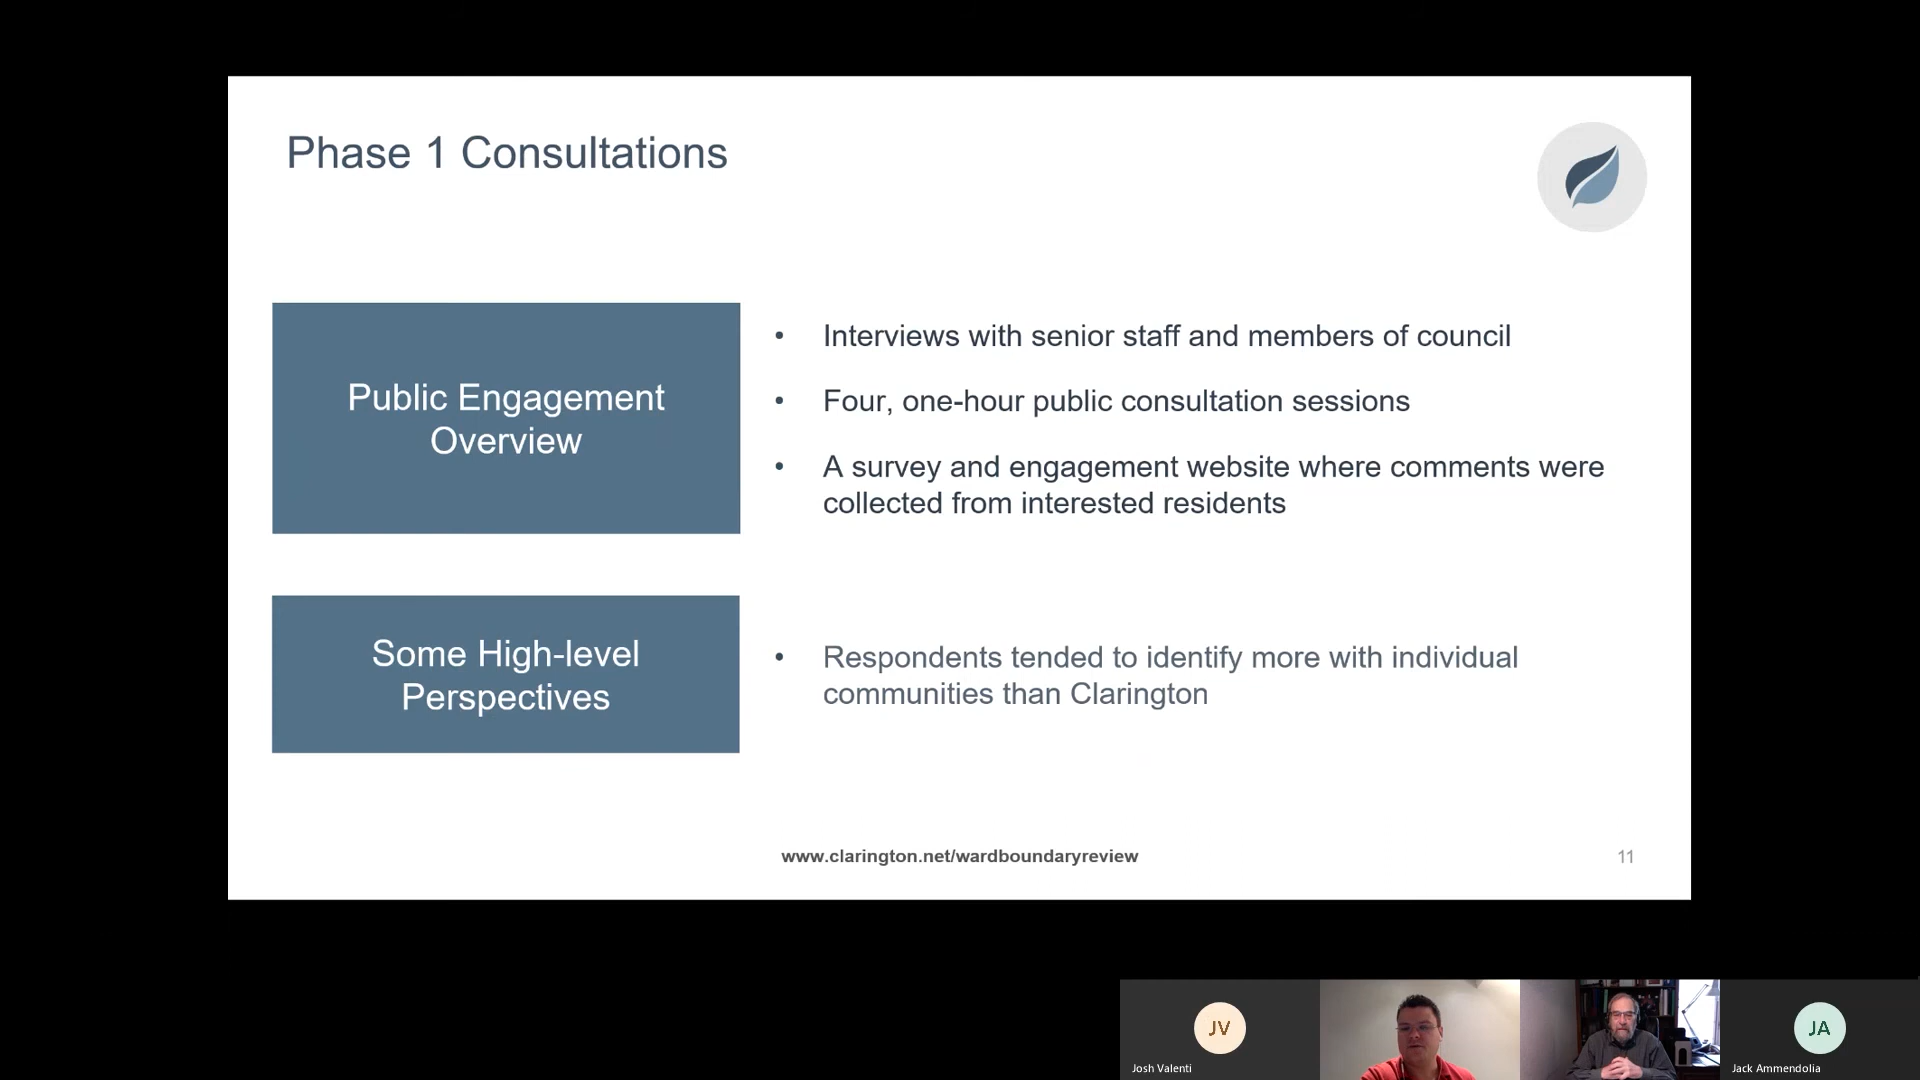 Phase 1 Consultations
Public Engagement
Overview
• Interviews with senior staff and members of council
• Four, one-hour public consultation sessions
• A survey and engagement website where comments were
collected from interested residents
Some High-level
Perspectives
• Respondents tended to identify more with individual
communities than Clarington
www.clarington.net/wardboundaryreview
11
JV
Josh Valenti
JA
Jack Ammendolia